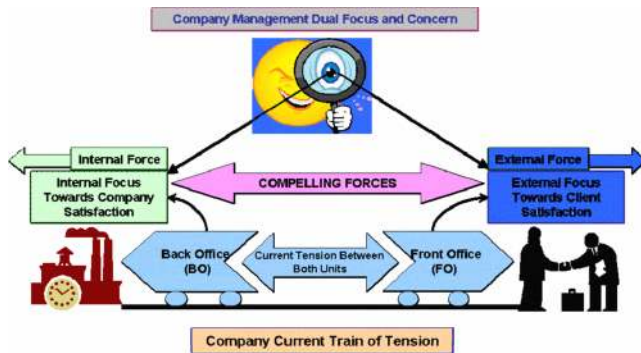 Company Management Dual Focus and Concern
Internal Force
External Force
Internal Focus
Towards Company
Satisfaction
COMPELLING FORCES
External Focus
Towards Client
Satisfaction
Back Office
(BO)
Current Tension Between
Both Units
Front Office
(FO)
Company Current Train of Tension